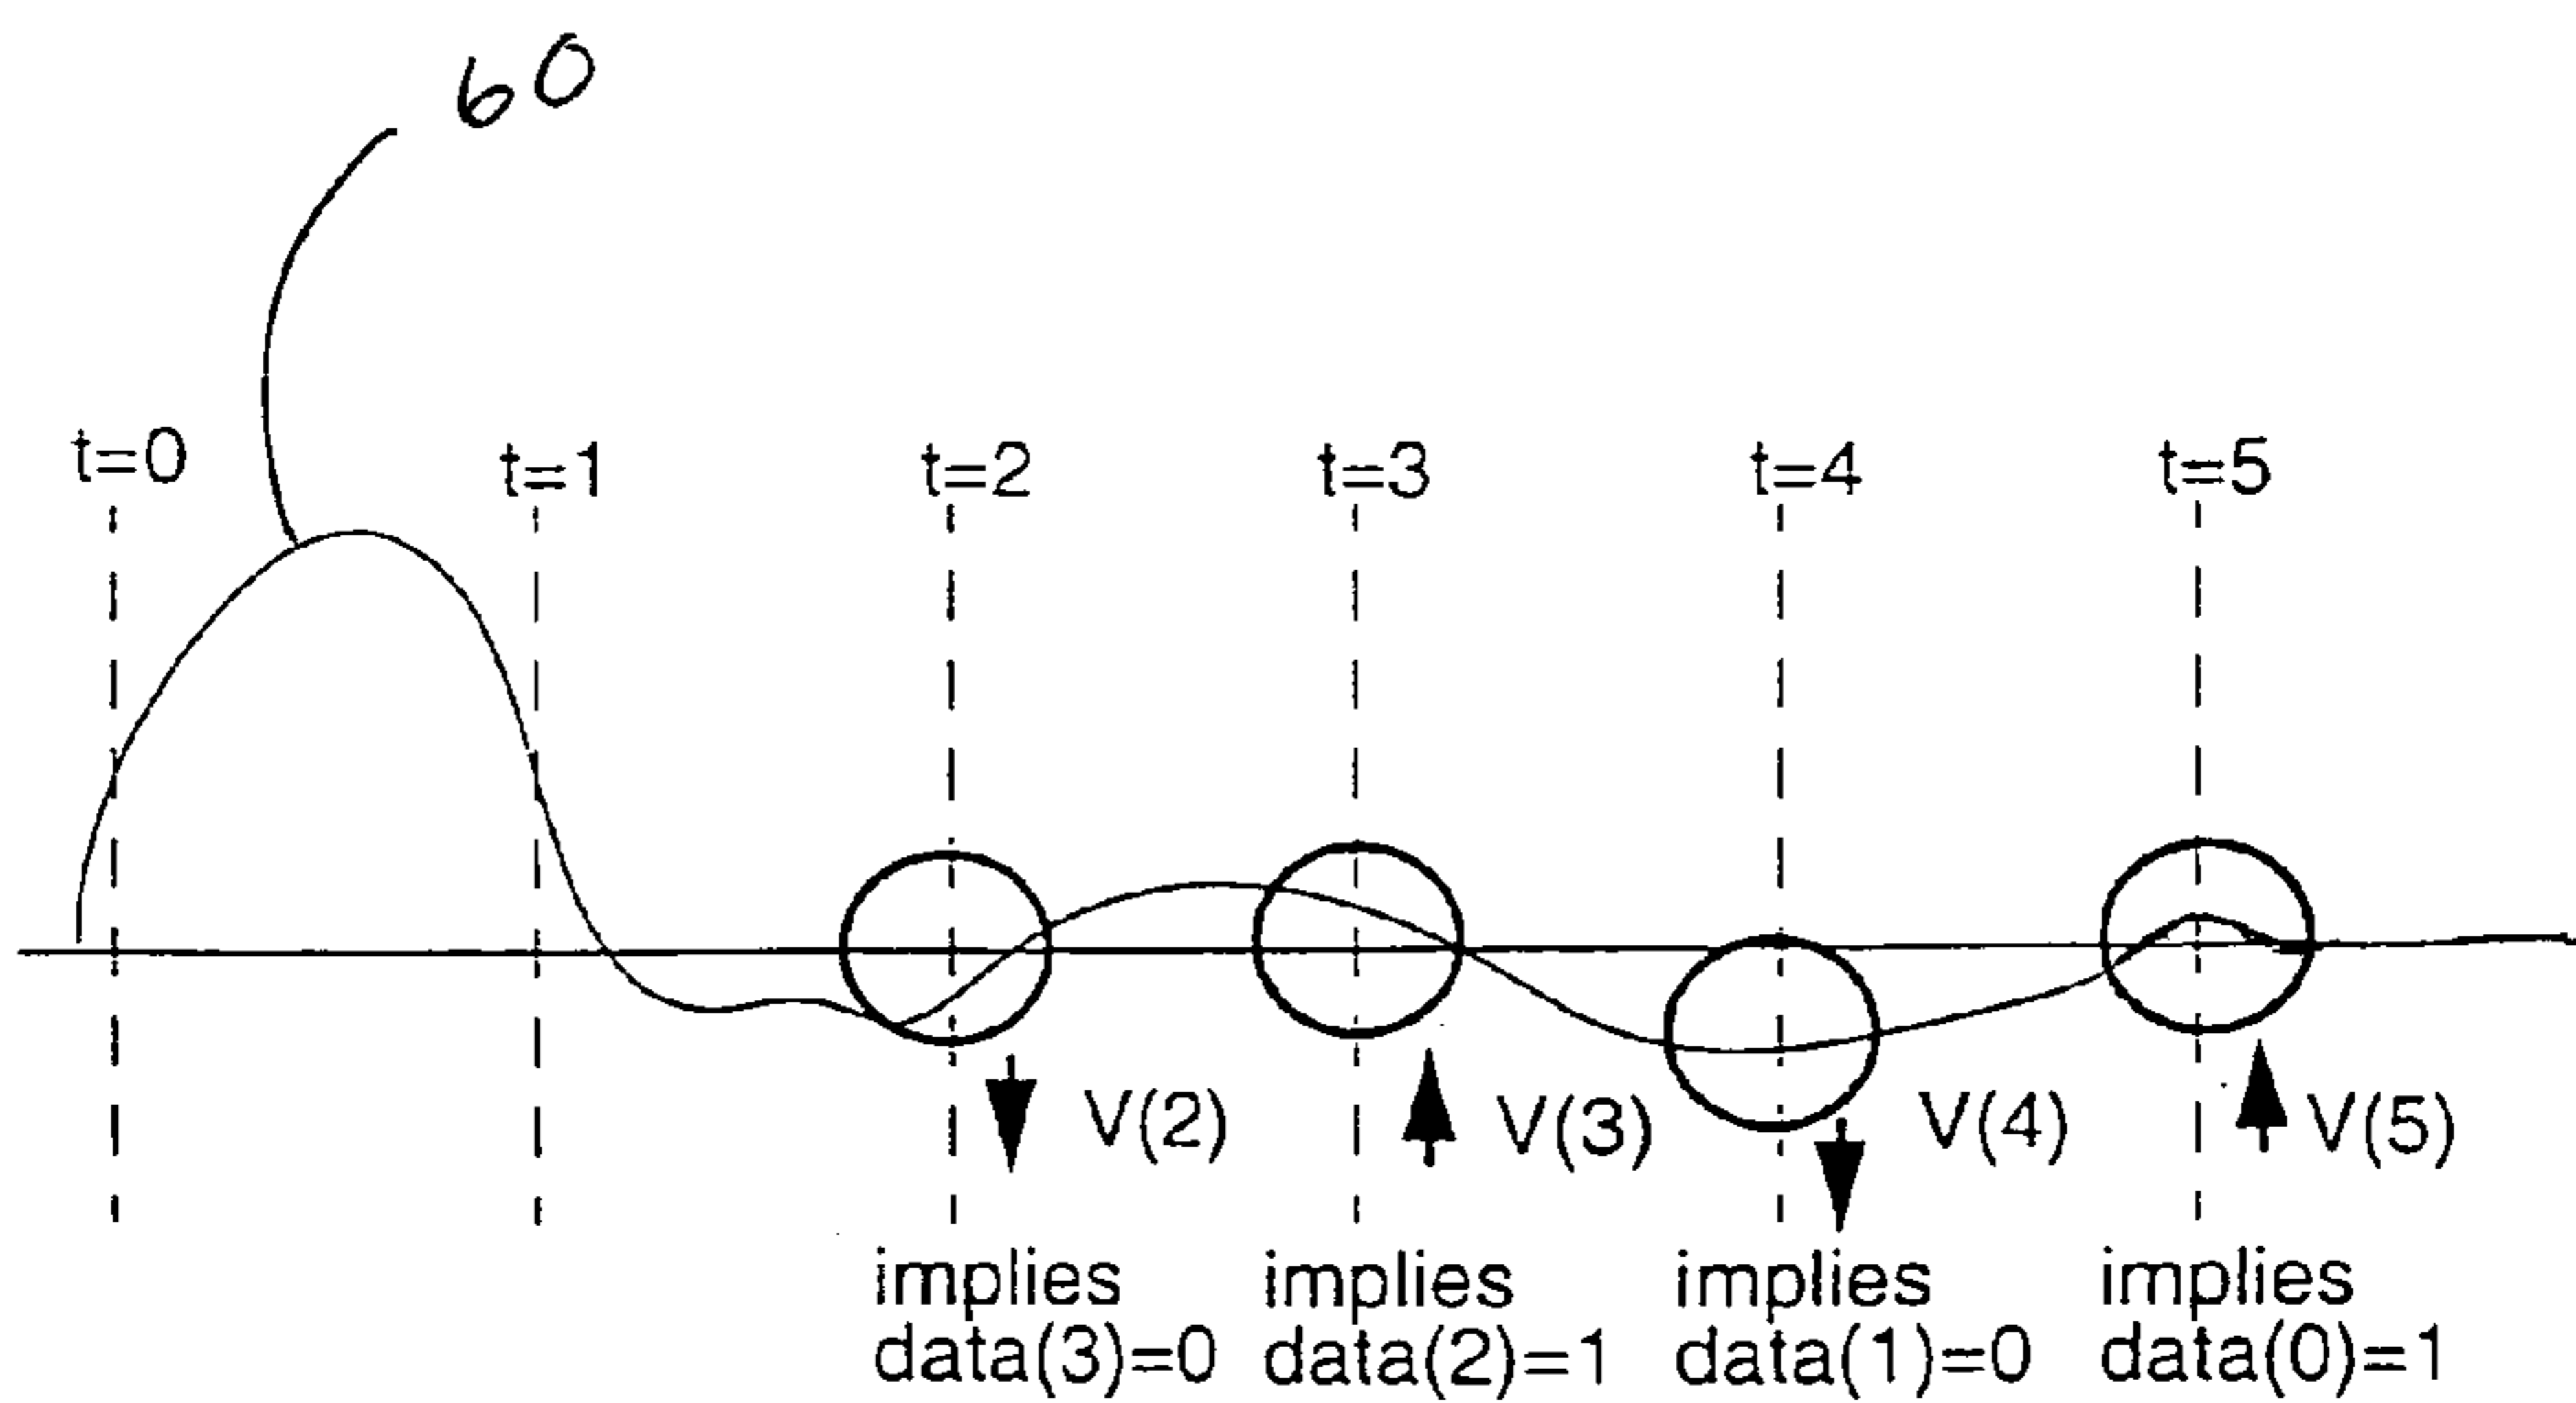 60
t=0 t=1 t=2 t=3 t=4 t=5
V(2) V(3) V(4) V(5)
implies implies implies implies
data(3)=0 data(2)=1 data(1)=0 data(0)=1